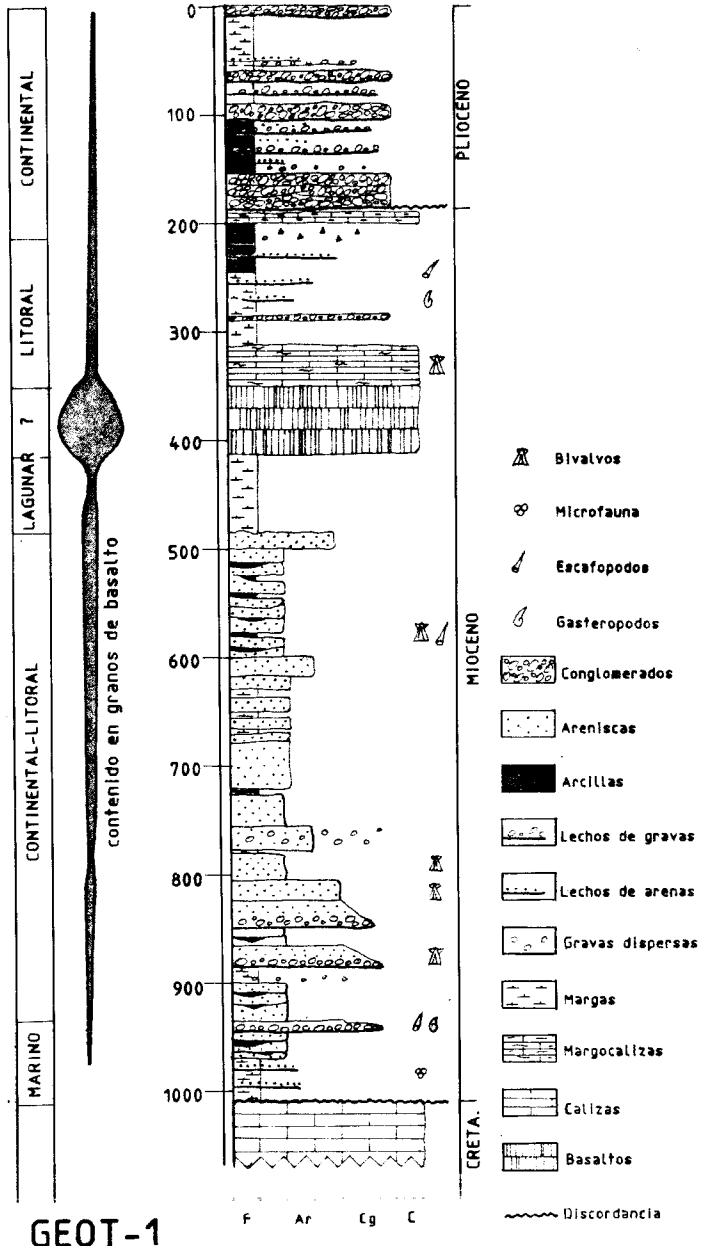 CONTINENTAL
LITORAL
?
LAGUNAR
CONTINENTAL-LITORAL
MARINO
contenido en granos de basalto
0
100
200
300
400
500
600
700
800
900
1000
PLIOCENO
MIOCENO
CRETA.
Bivalvos
Microfauna
Escafopodos
Gasteropodos
Conglomerados
Areniscas
Arcillas
Lechos de gravas
Lechos de arenas
Gravas dispersas
Margas
Margocalizas
Calizas
Basaltos
Discordancia
F Ar Cg C
GEOT-1